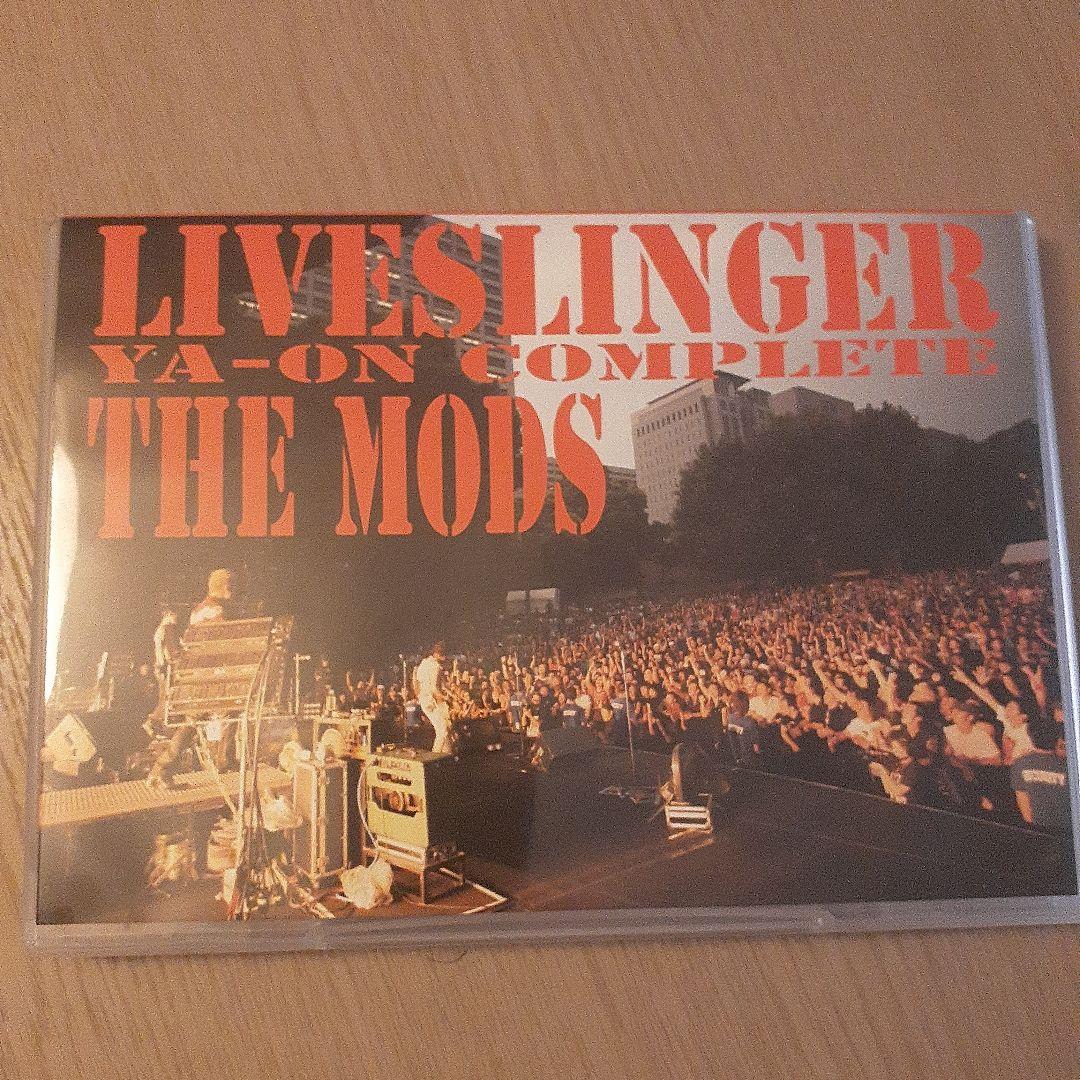 LIVESLINGER
YA-ON COMPLETE
THE MODS